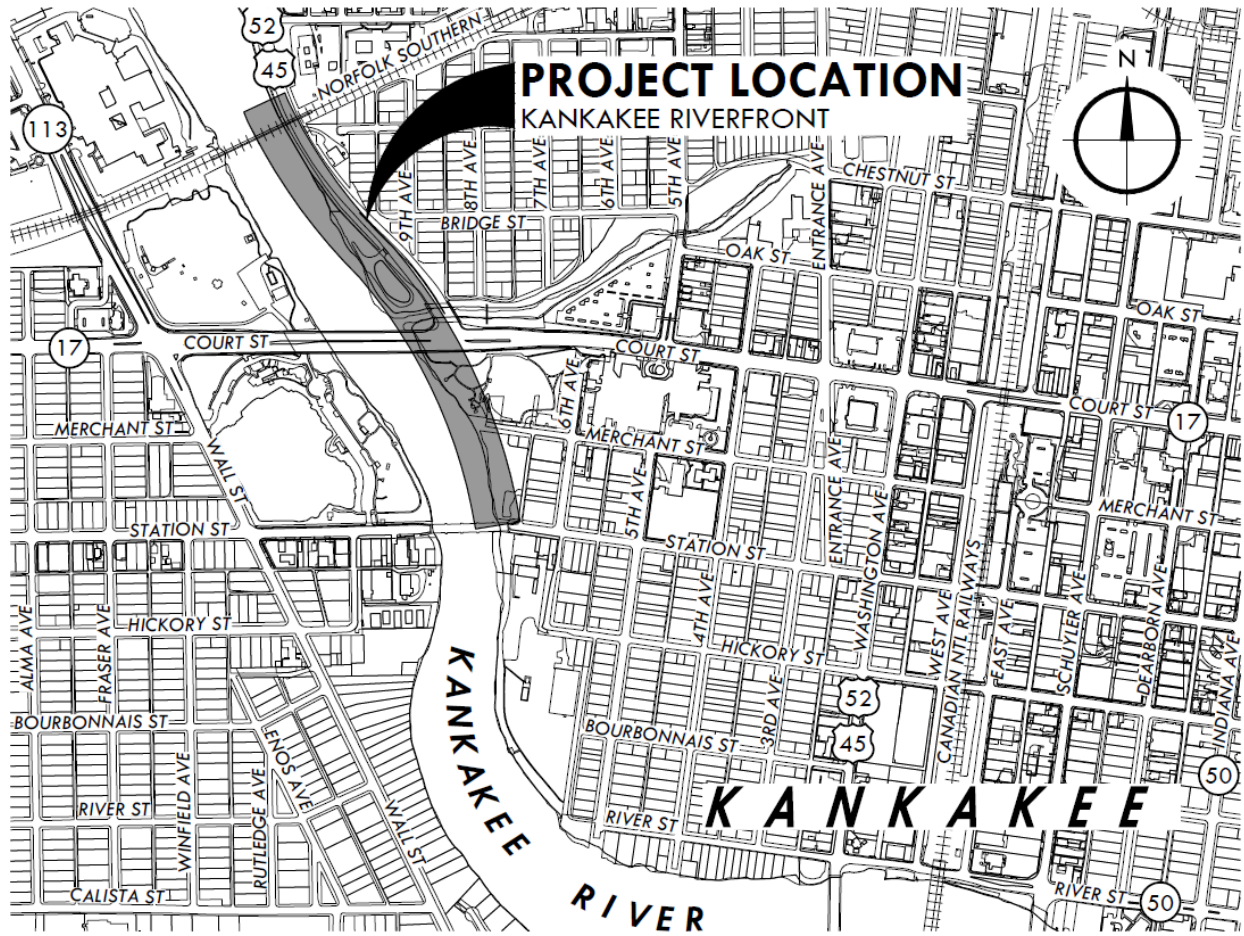 52
45
NORFOLK SOUTHERN
PROJECT LOCATION
KANKAKEE RIVERFRONT
N
113
9TH AVE
8TH AVE
7TH AVE
6TH AVE
5TH AVE
ENTRANCE AVE
CHESTNUT ST
BRIDGE ST
OAK ST
OAK ST
17
COURT ST
COURT ST
COURT ST
17
6TH AVE
MERCHANT ST
WALL ST
MERCHANT ST
5TH AVE
ENTRANCE AVE
WASHINGTON AVE
MERCHANT ST
STATION ST
STATION ST
ALMA AVE
FRASER AVE
HICKORY ST
4TH AVE
HICKORY ST
WEST AVE
CANADIAN INTL RAILWAYS
EAST AVE
SCHUYLER AVE
DEARBORN AVE
INDIANA AVE
52
45
3RD AVE
BOURBONNAIS ST
ENOS AVE
BOURBONNAIS ST
50
WINFIELD AVE
RUTLEDGE AVE
RIVER ST
WALL ST
RIVER ST
KANKAKEE
KANKAKEE
RIVER
CALISTA ST
RIVER ST
50